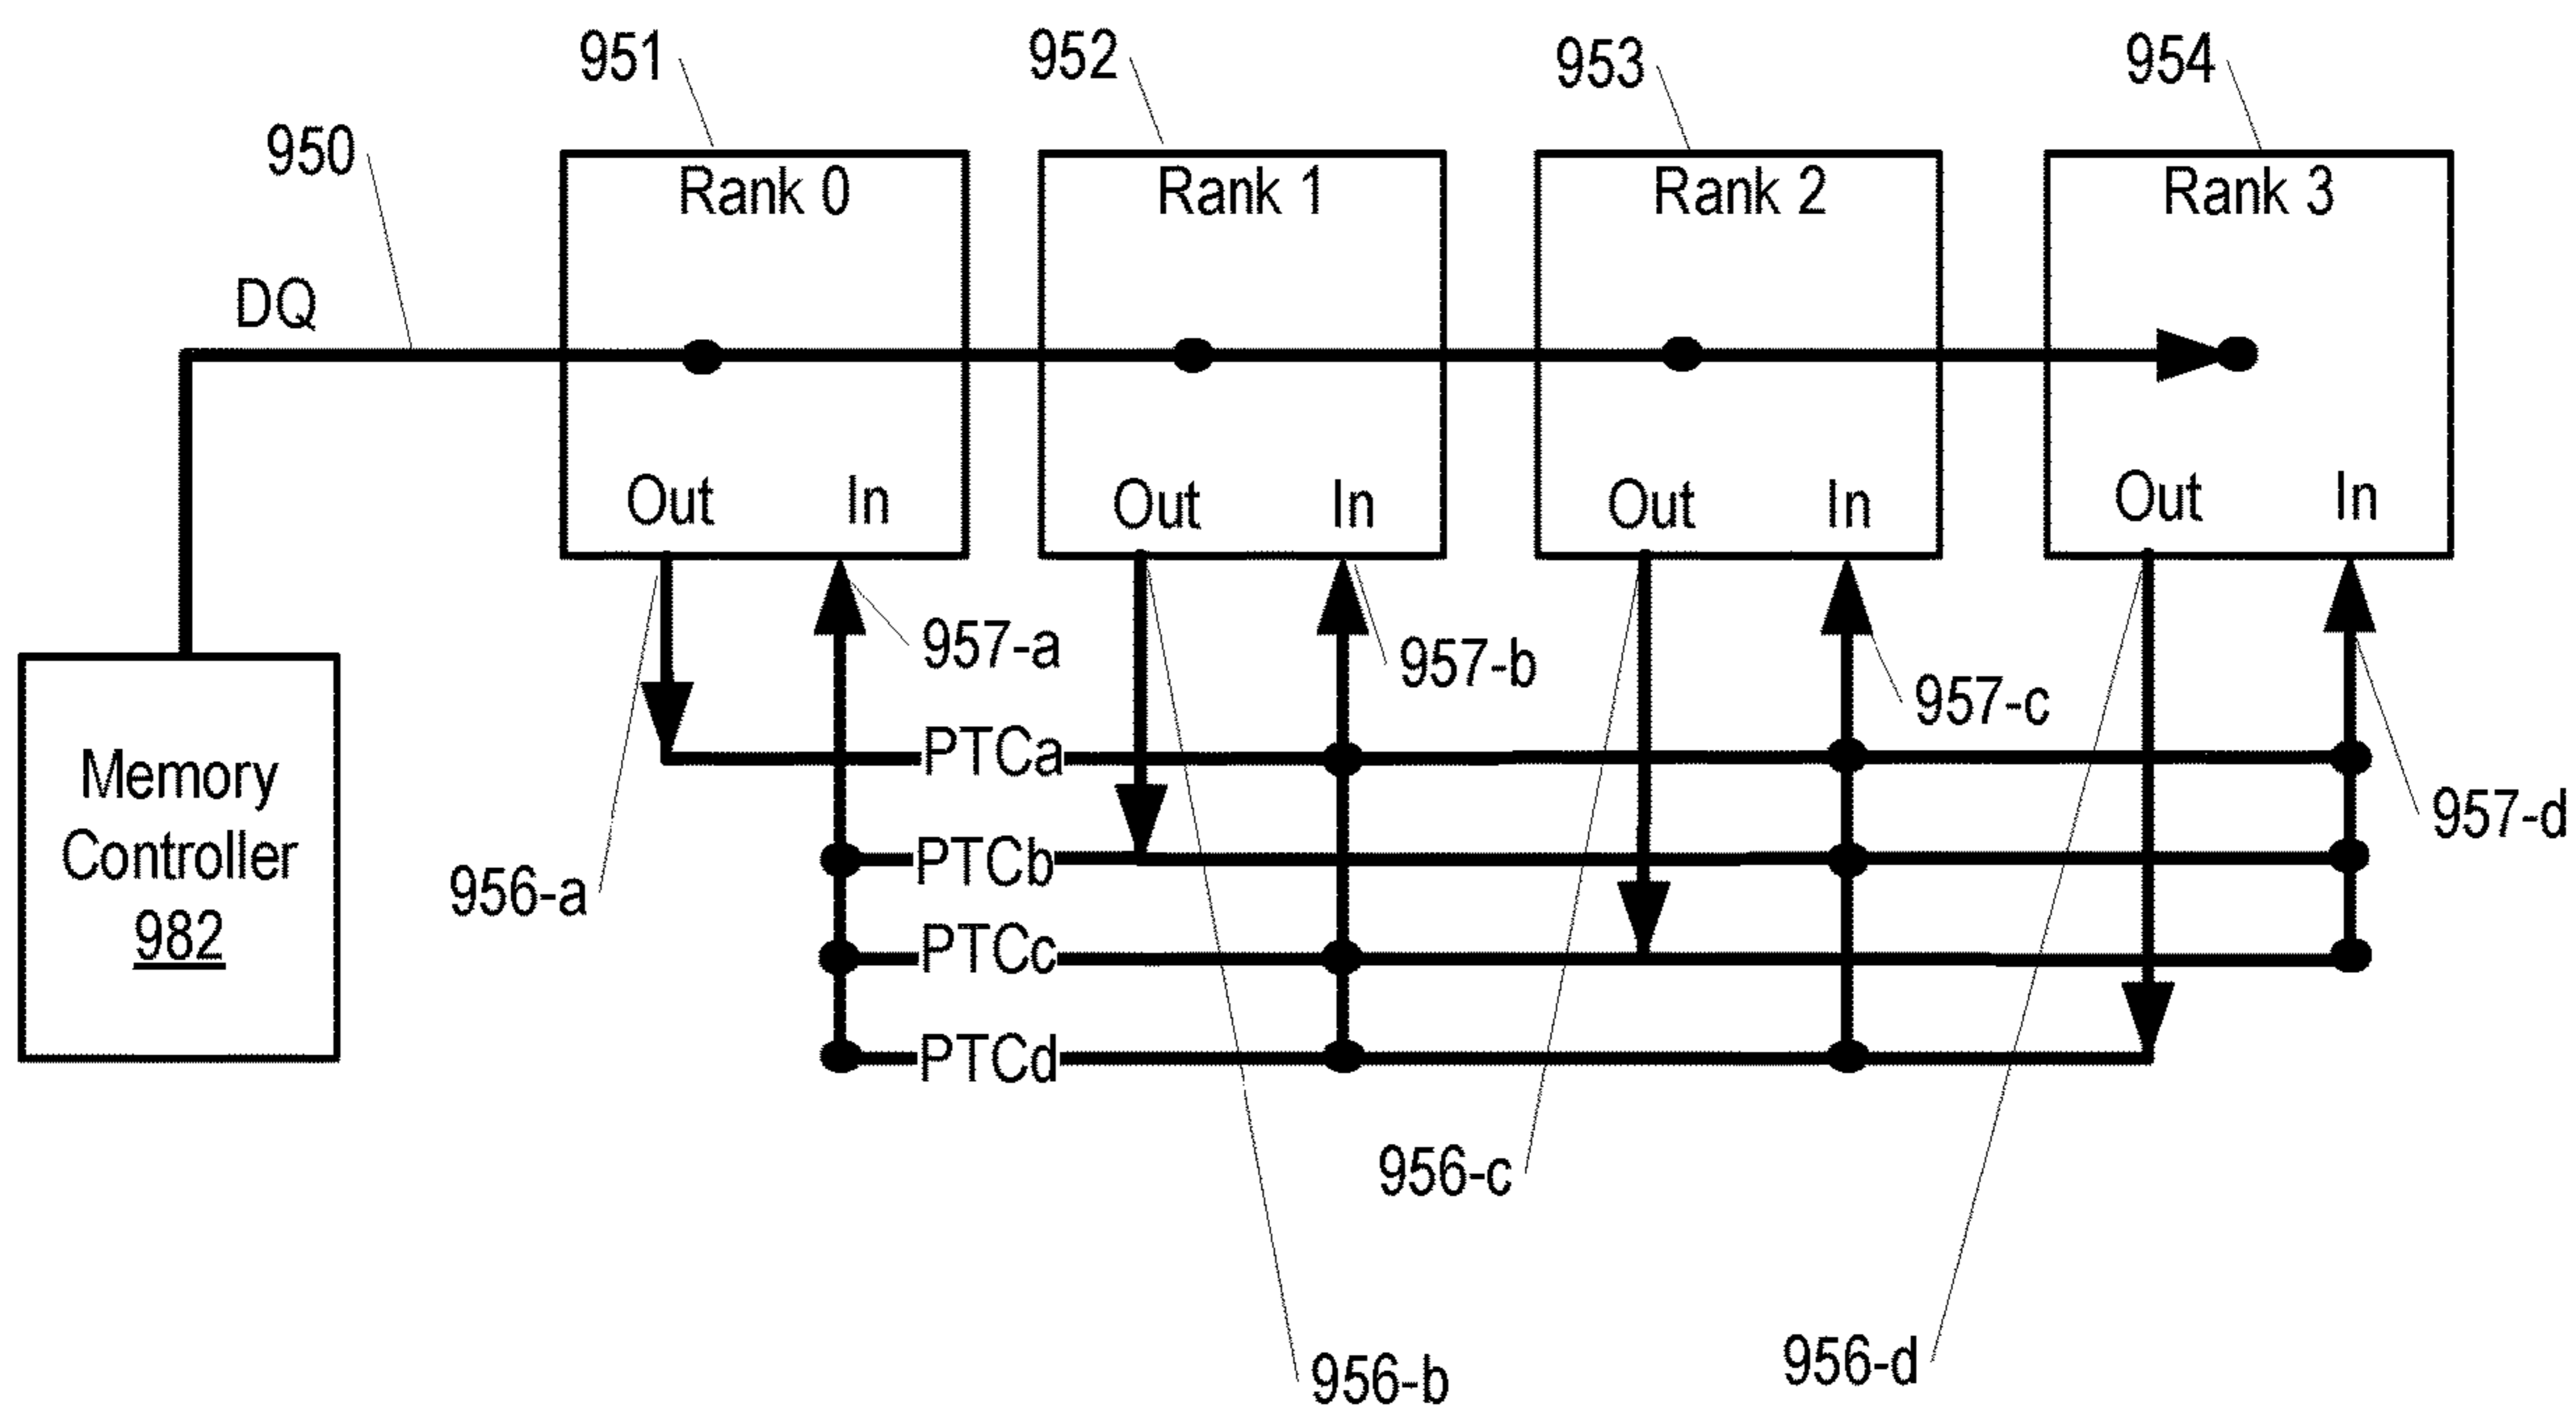 951
952
953
954
950
Rank 0
Rank 1
Rank 2
Rank 3
DQ
Out
In
Out
In
Out
In
Out
In
957-a
957-b
957-c
957-d
Memory
Controller
982
PTCa
PTCb
PTCc
PTCd
956-a
956-c
956-b
956-d